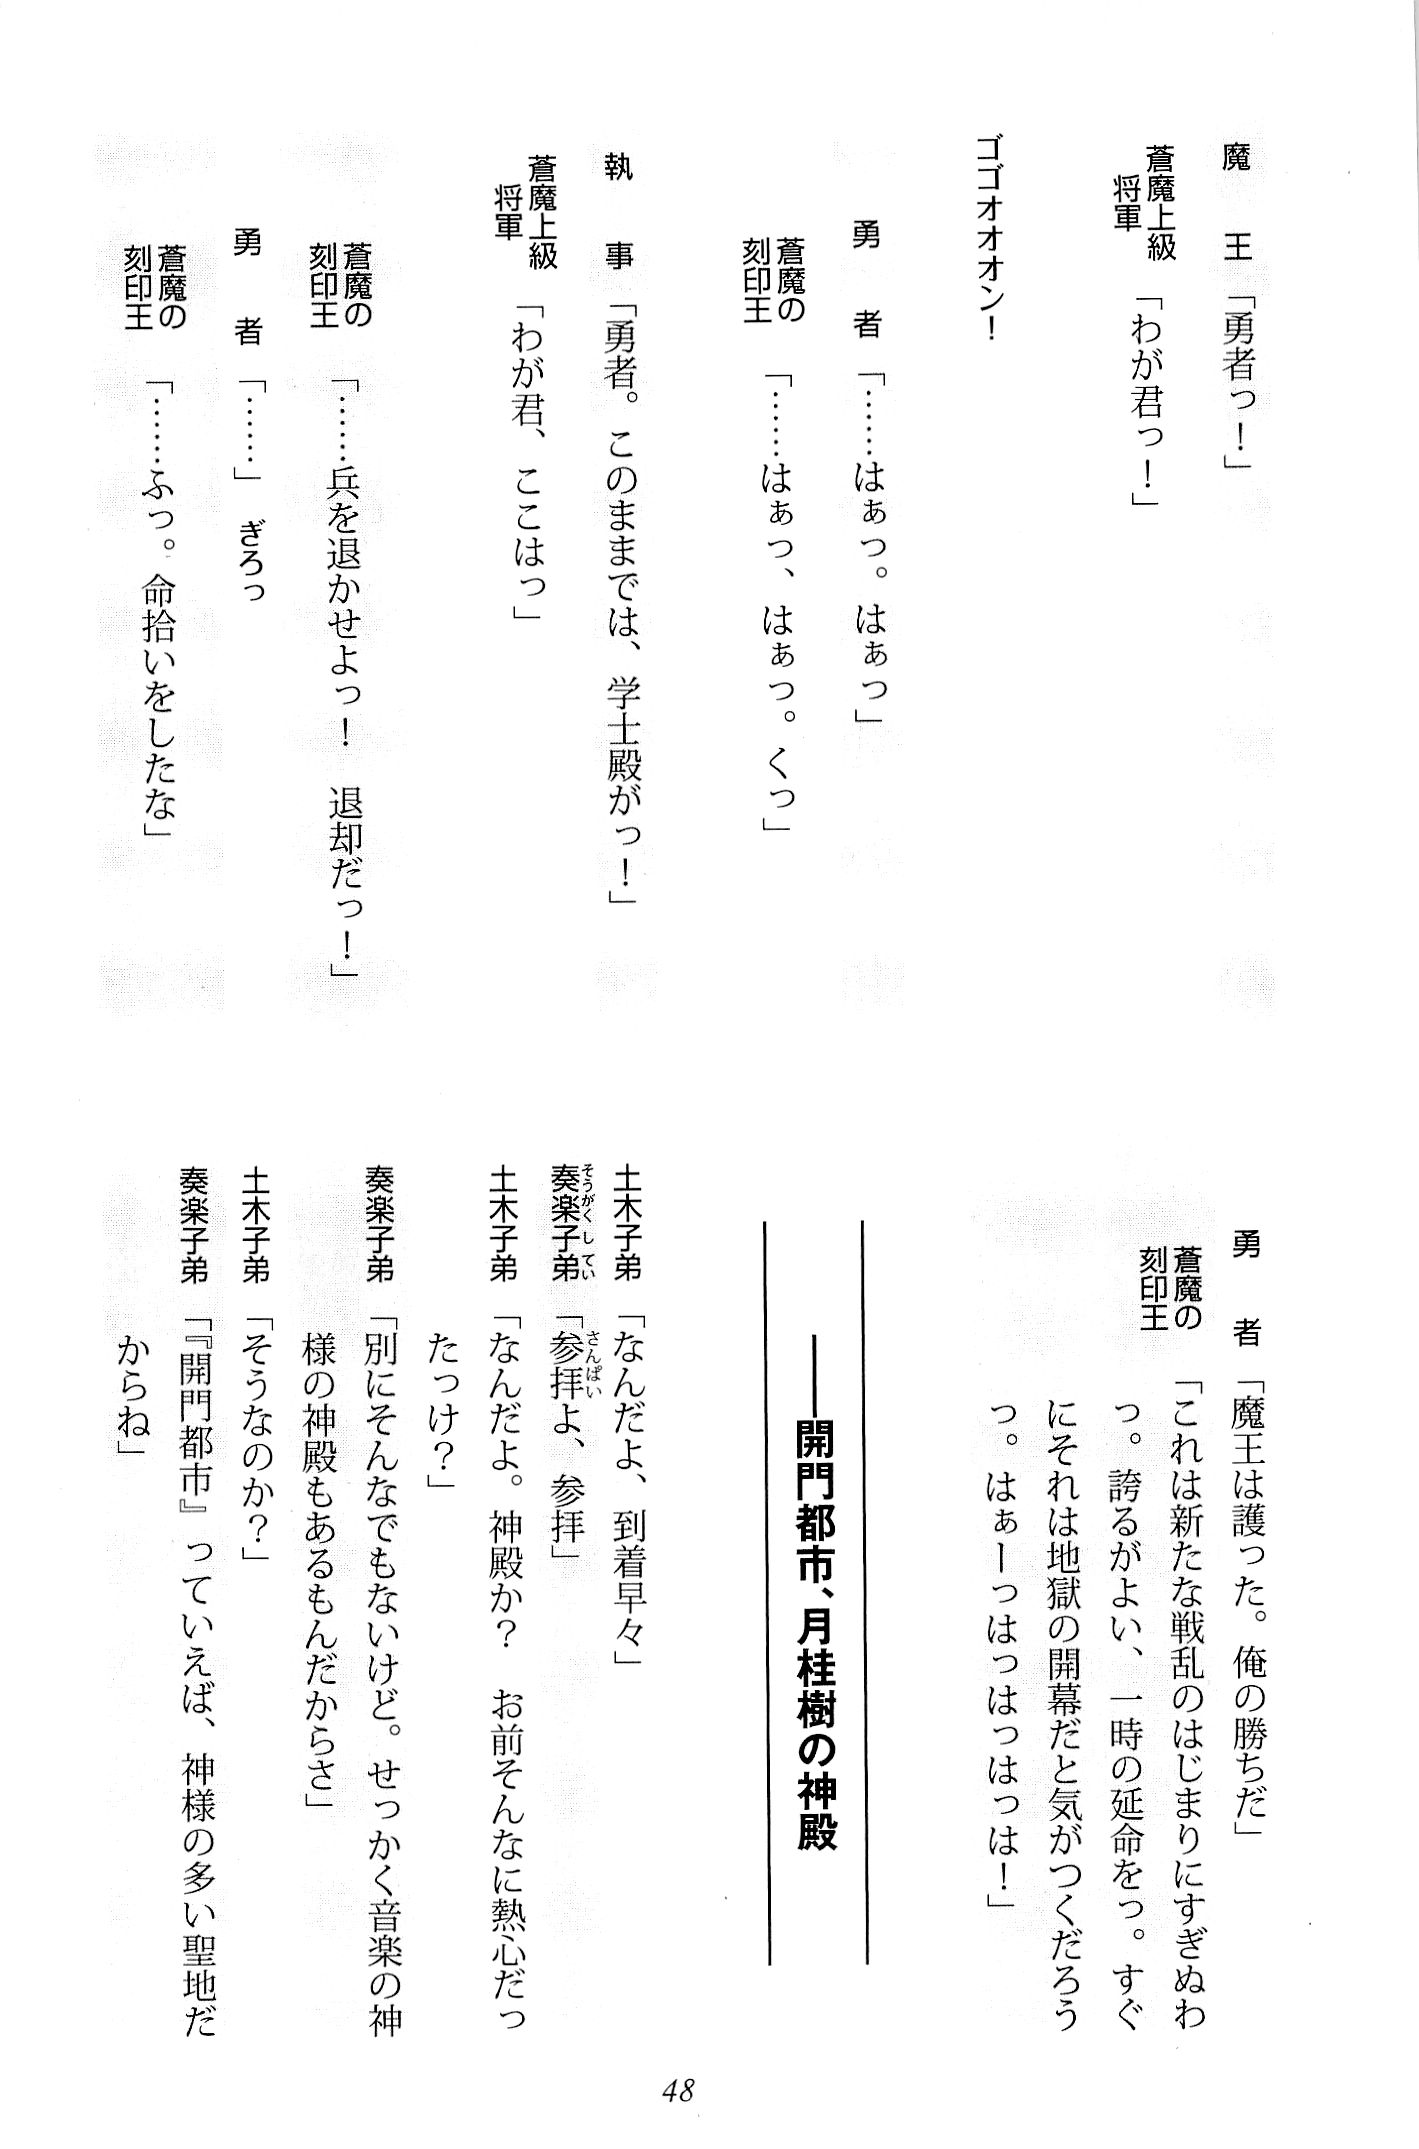 魔王「勇者っ！」
蒼魔上級将軍「わが君っ！」
ゴゴオオオン！
勇者「……はぁっ。はぁっ」
蒼魔の刻印王「……はぁっ、はぁっ。くっ」
執事「勇者。このままでは、学士殿がっ！」
蒼魔上級将軍「わが君、ここはっ」
蒼魔の刻印王「……兵を退かせよっ！　退却だっ！」
勇者「……」ぎろっ
蒼魔の刻印王「……ふっ。命拾いをしたな」
勇者「魔王は護った。俺の勝ちだ」
蒼魔の刻印王「これは新たな戦乱のはじまりにすぎぬわ
っ。誇るがよい、一時の延命をっ。すぐ
にそれは地獄の開幕だと気がつくだろう
っ。はぁーっはっはっはっは！」
――開門都市、月桂樹の神殿
土木子弟「なんだよ、到着早々」
奏楽子弟「参拝よ、参拝」
そうがくしてい
さんぱい
土木子弟「なんだよ。神殿か？　お前そんなに熱心だっ
たっけ？」
奏楽子弟「別にそんなでもないけど。せっかく音楽の神
様の神殿もあるもんだからさ」
土木子弟「そうなのか？」
奏楽子弟「『開門都市』っていえば、神様の多い聖地だ
からね」
48